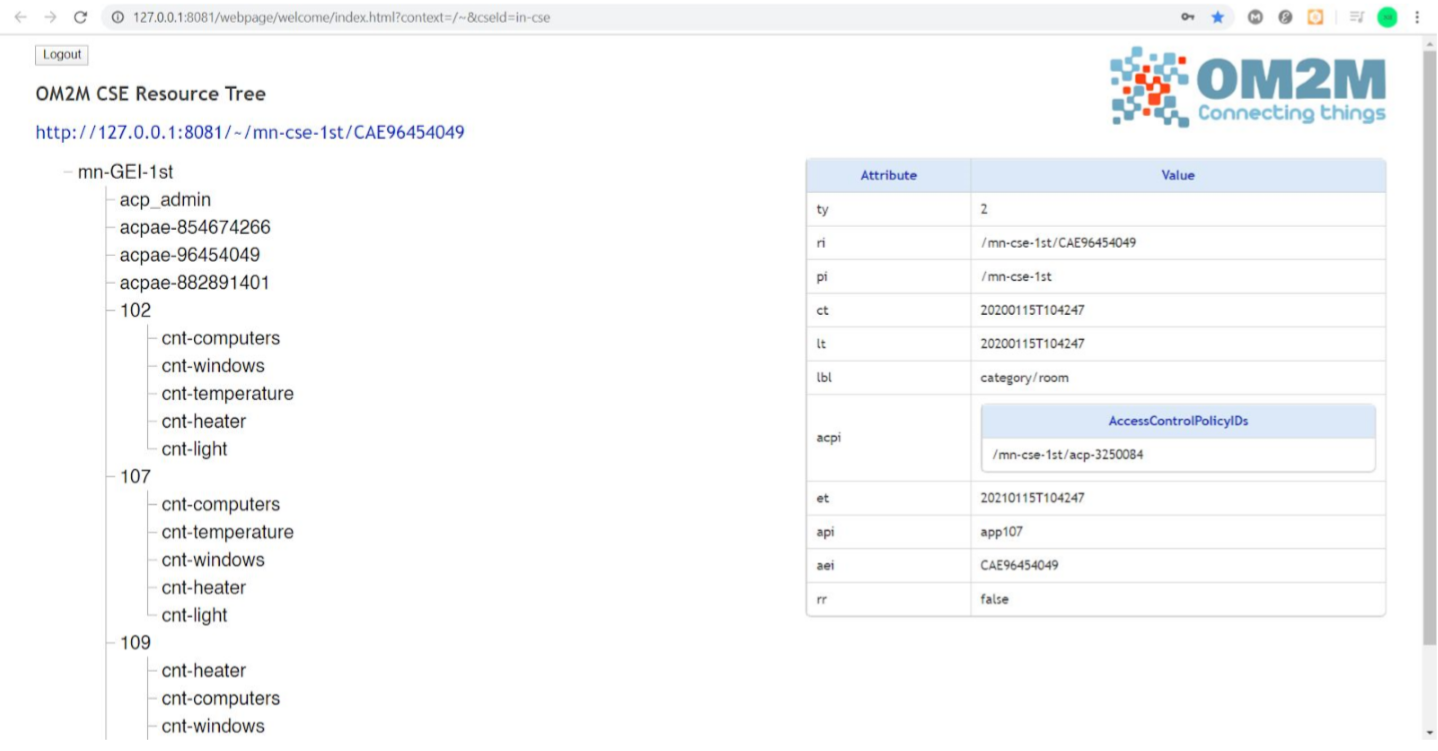 127.0.0.1:8081/webpage/welcome/index.html?context=/~&cseId=in-cse
Logout
OM2M
Connecting things
OM2M CSE Resource Tree
http://127.0.0.1:8081/~/mn-cse-1st/CAE96454049
mn-GEI-1st
acp_admin
acpae-854674266
acpae-96454049
acpae-882891401
102
cnt-computers
cnt-windows
cnt-temperature
cnt-heater
cnt-light
107
cnt-computers
cnt-temperature
cnt-windows
cnt-heater
cnt-light
109
cnt-heater
cnt-computers
cnt-windows
Attribute Value
ty 2
ri /mn-cse-1st/CAE96454049
pi /mn-cse-1st
ct 20200115T104247
lt 20200115T104247
lbl category/room
acpi
AccessControlPolicyIDs
/mn-cse-1st/acp-3250084
et 20210115T104247
api app107
aei CAE96454049
rr false